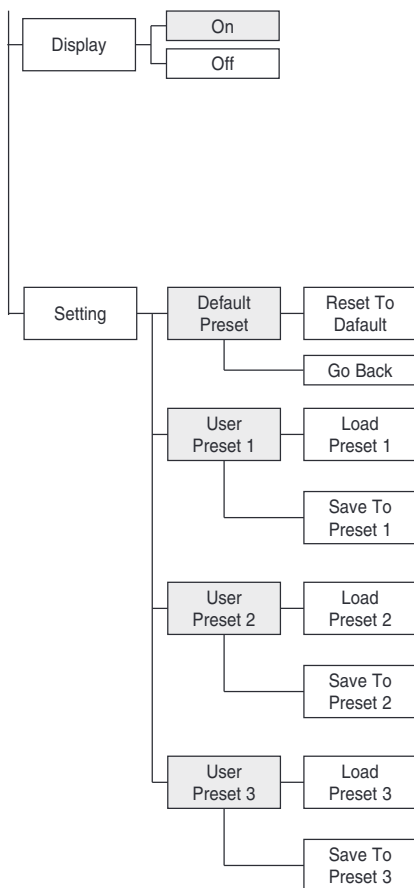 Display
On
Off
Setting
Default
Preset
Reset To
Dafault
Go Back
User
Preset 1
Load
Preset 1
Save To
Preset 1
User
Preset 2
Load
Preset 2
Save To
Preset 2
User
Preset 3
Load
Preset 3
Save To
Preset 3